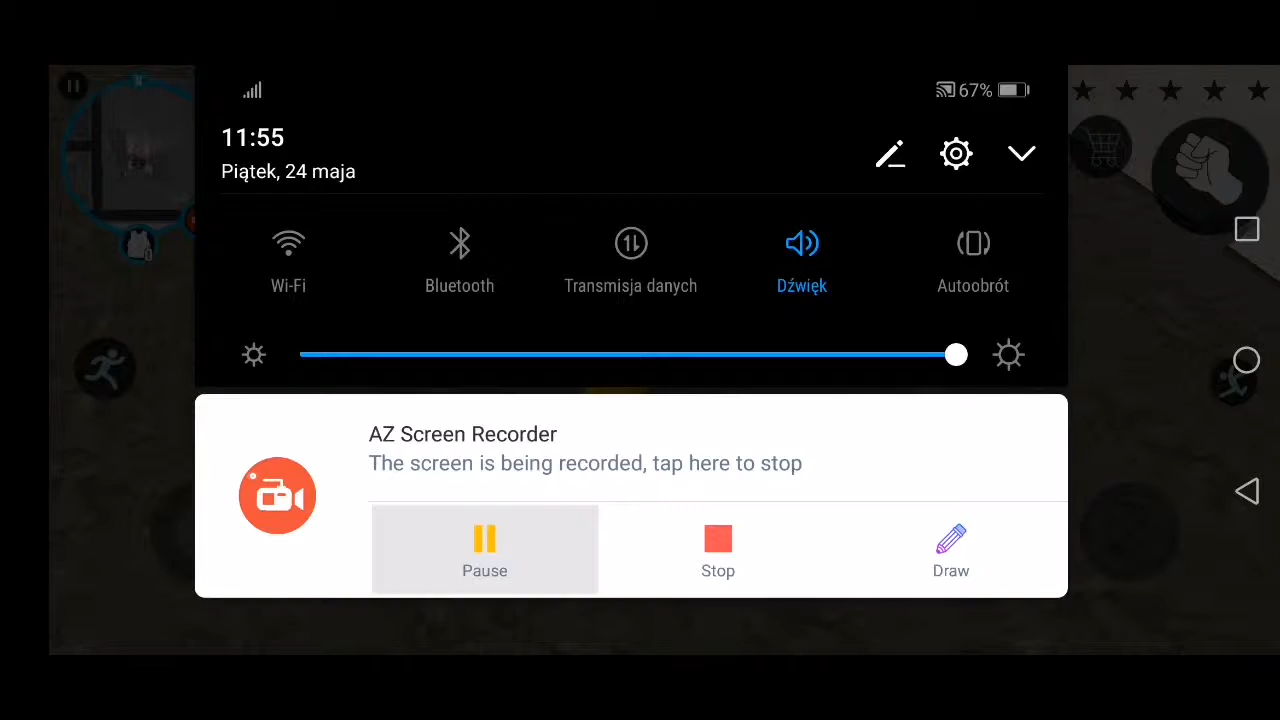 67%
11:55
Piątek, 24 maja
Wi-Fi
Bluetooth
Transmisja danych
Dźwięk
Autoobrót
AZ Screen Recorder
The screen is being recorded, tap here to stop
Pause
Stop
Draw